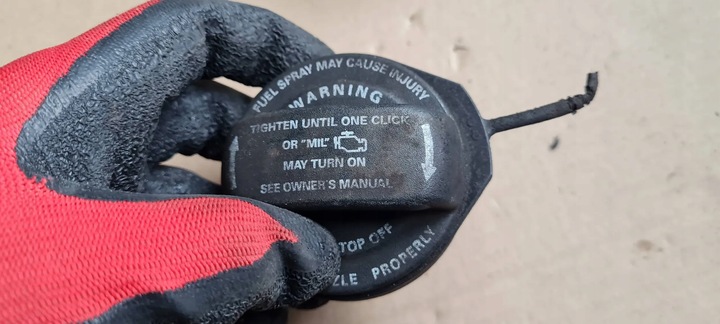 FUEL SPRAY MAY CAUSE INJURY
WARNING
TIGHTEN UNTIL ONE CLICK
OR "MIL"
MAY TURN ON
SEE OWNER'S MANUAL
TOP OFF
PROPERLY